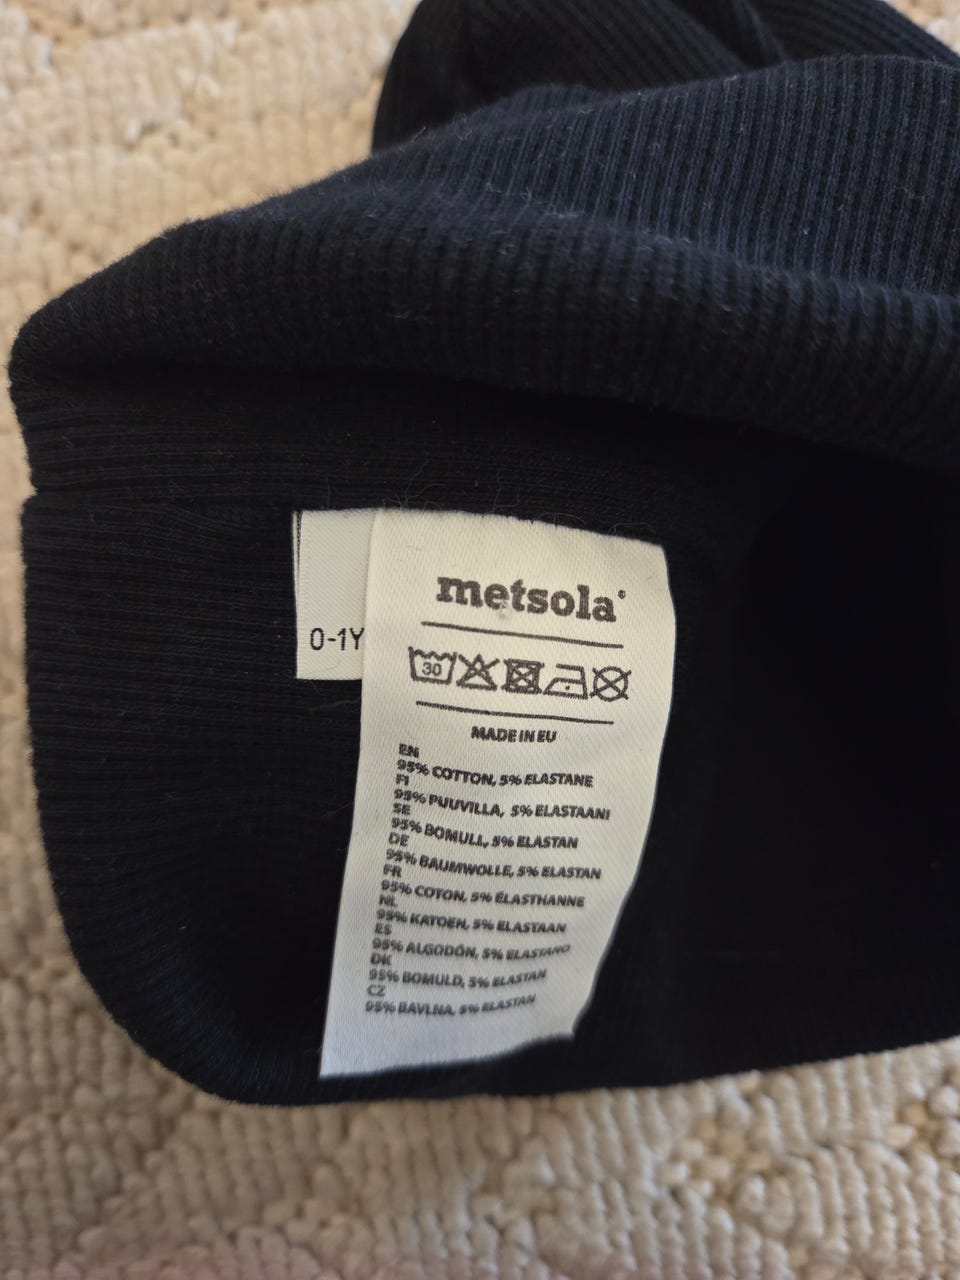 metsola
0-1Y
30
MADE IN EU
EN
95% COTTON, 5% ELASTANE
FI
95% PUUVILLA, 5% ELASTAANI
SE
95% BOMULL, 5% ELASTAN
DE
95% BAUMWOLLE, 5% ELASTAN
FR
95% COTON, 5% ÉLASTHANNE
NL
95% KATOEN, 5% ELASTAAN
ES
95% ALGODÓN, 5% ELASTANO
DK
95% BOMULD, 5% ELASTAN
CZ
95% BAVLNA, 5% ELASTAN